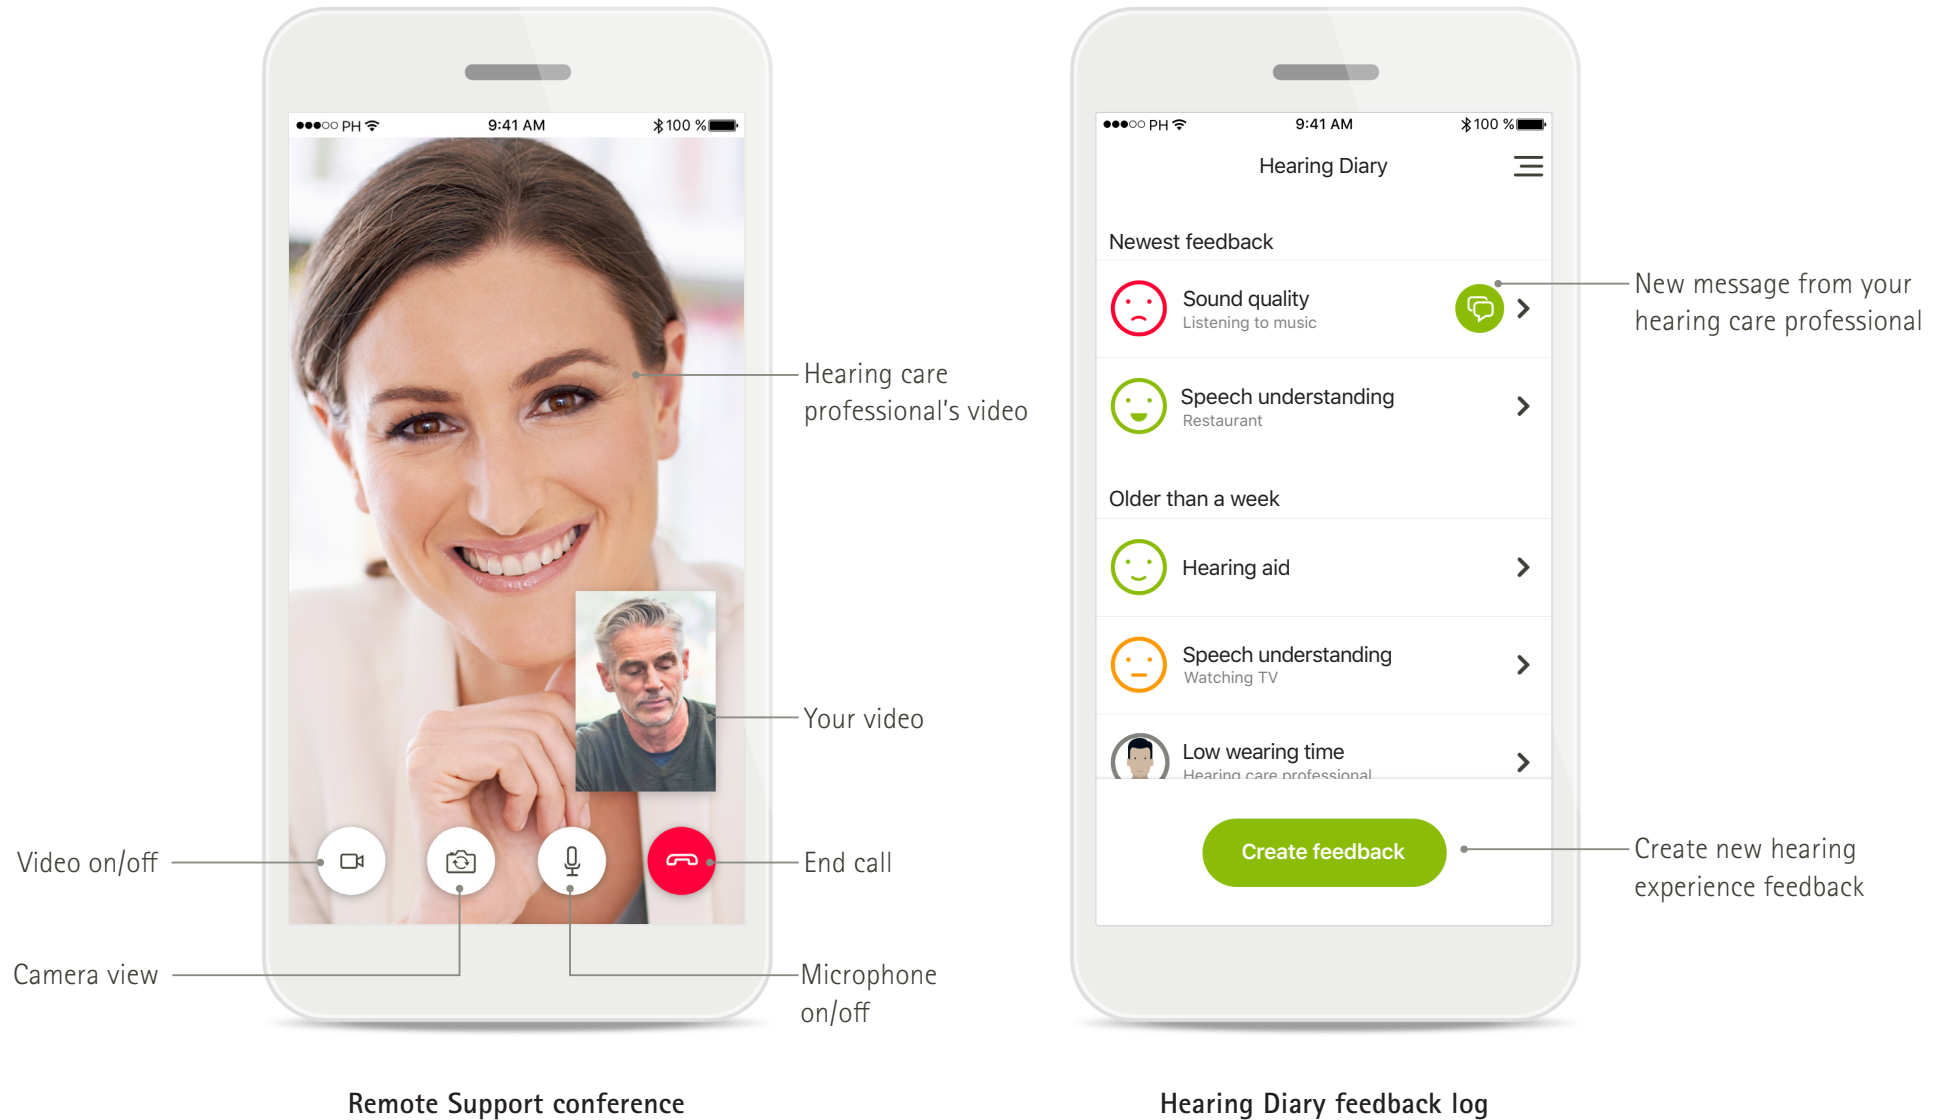 PH
9:41 AM
100 %
Hearing care
professional's video
Your video
Video on/off
End call
Camera view
Microphone
on/off
Remote Support conference
PH
9:41 AM
100 %
Hearing Diary
Newest feedback
Sound quality
Listening to music
New message from your
hearing care professional
Speech understanding
Restaurant
Older than a week
Hearing aid
Speech understanding
Watching TV
Low wearing time
Hearing care professional
Create feedback
Create new hearing
experience feedback
Hearing Diary feedback log